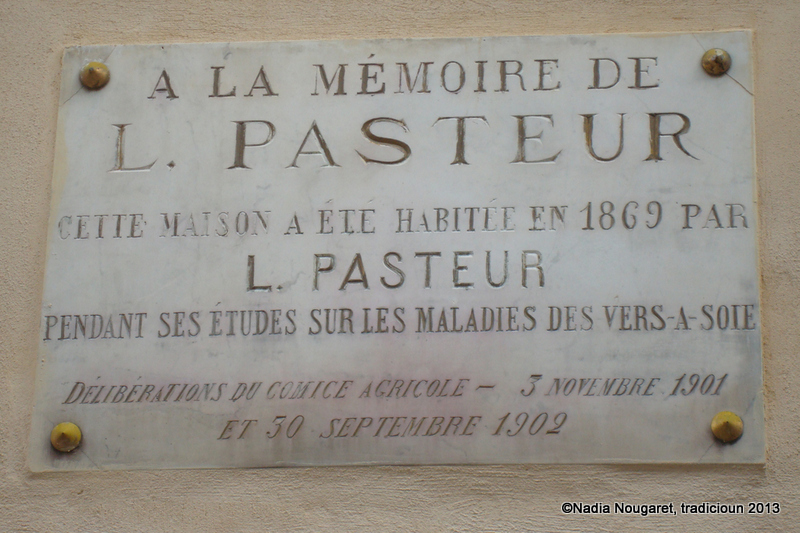 A LA MÉMOIRE DE
L. PASTEUR
CETTE MAISON A ÉTÉ HABITÉE EN 1869 PAR
L. PASTEUR
PENDANT SES ÉTUDES SUR LES MALADIES DES VERS-A-SOIE
DÉLIBÉRATIONS DU COMICE AGRICOLE - 3 NOVEMBRE 1901
ET 30 SEPTEMBRE 1902
©Nadia Nougaret, tradicioun 2013